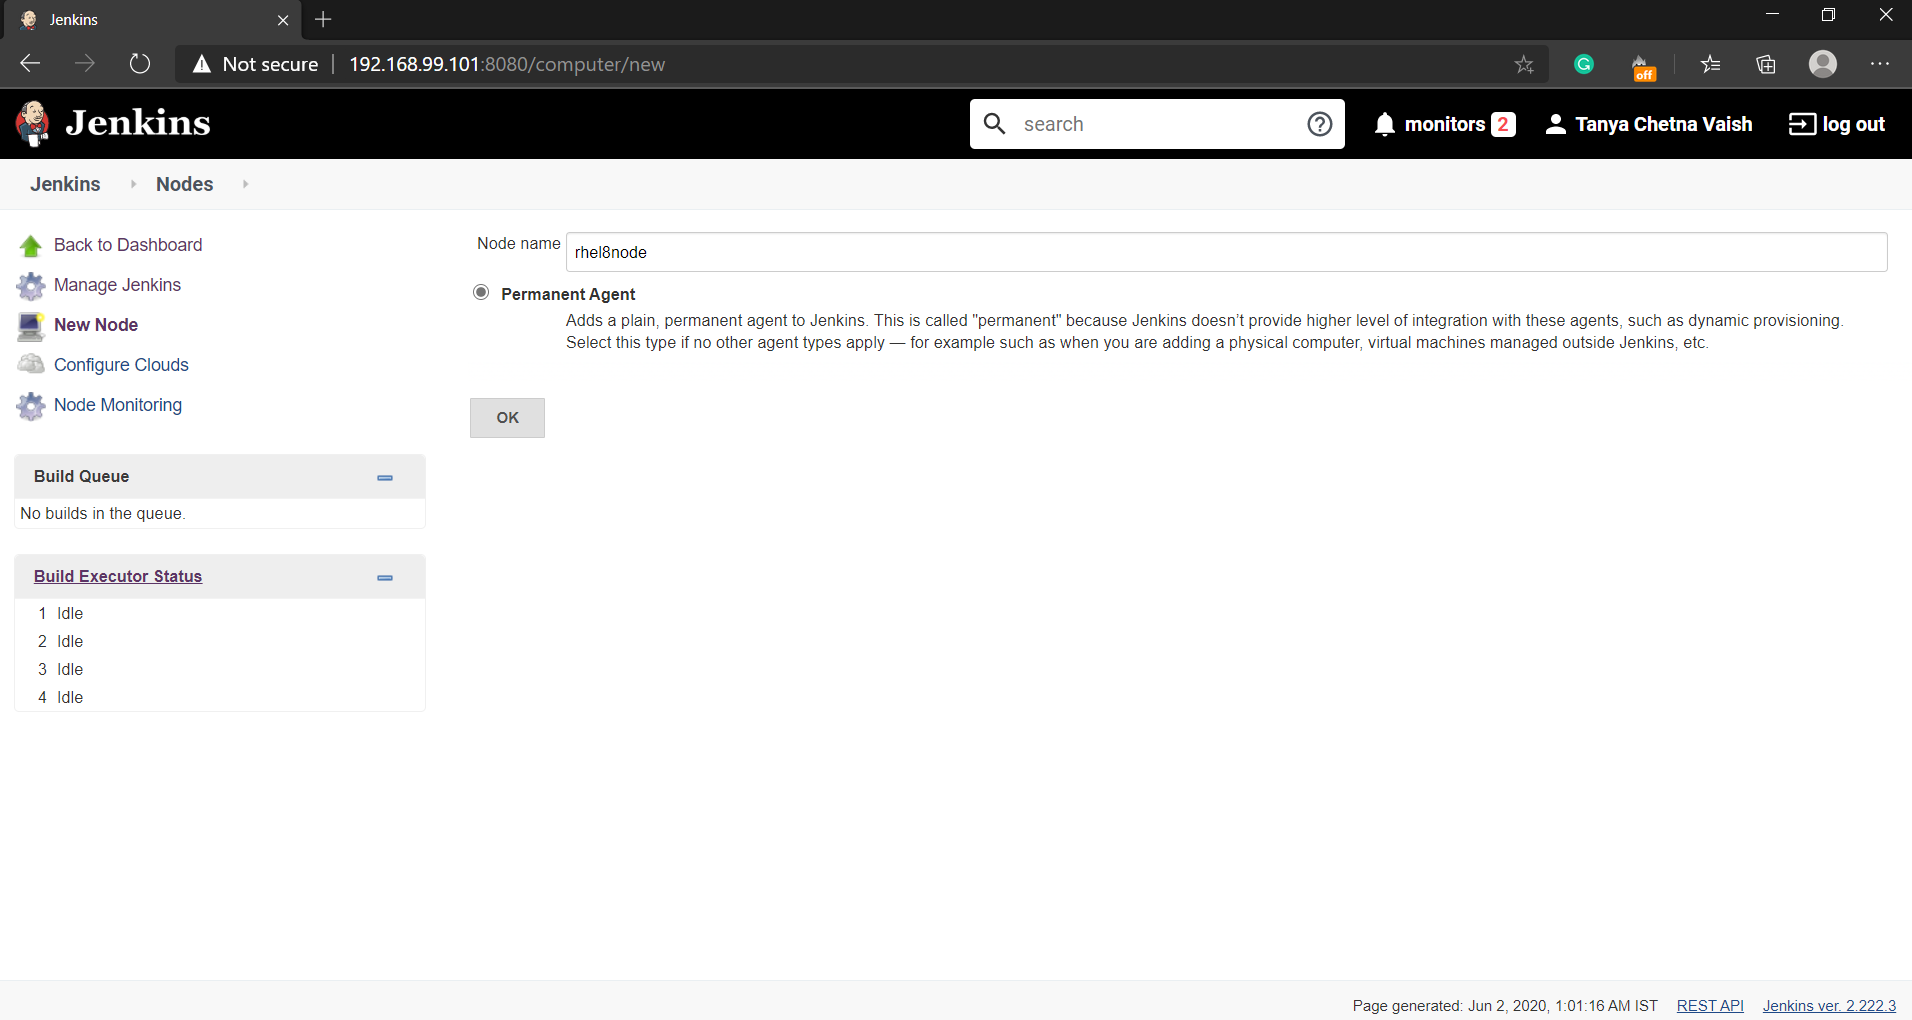 Jenkins
Not secure 192.168.99.101:8080/computer/new
off
Jenkins
search
monitors 2
Tanya Chetna Vaish
log out
Jenkins
Nodes
Back to Dashboard
Manage Jenkins
New Node
Configure Clouds
Node Monitoring
Node name
rhel8node
Permanent Agent
Adds a plain, permanent agent to Jenkins. This is called "permanent" because Jenkins doesn't provide higher level of integration with these agents, such as dynamic provisioning.
Select this type if no other agent types apply — for example such as when you are adding a physical computer, virtual machines managed outside Jenkins, etc.
OK
Build Queue
No builds in the queue.
Build Executor Status
1 Idle
2 Idle
3 Idle
4 Idle
Page generated: Jun 2, 2020, 1:01:16 AM IST REST API Jenkins ver. 2.222.3